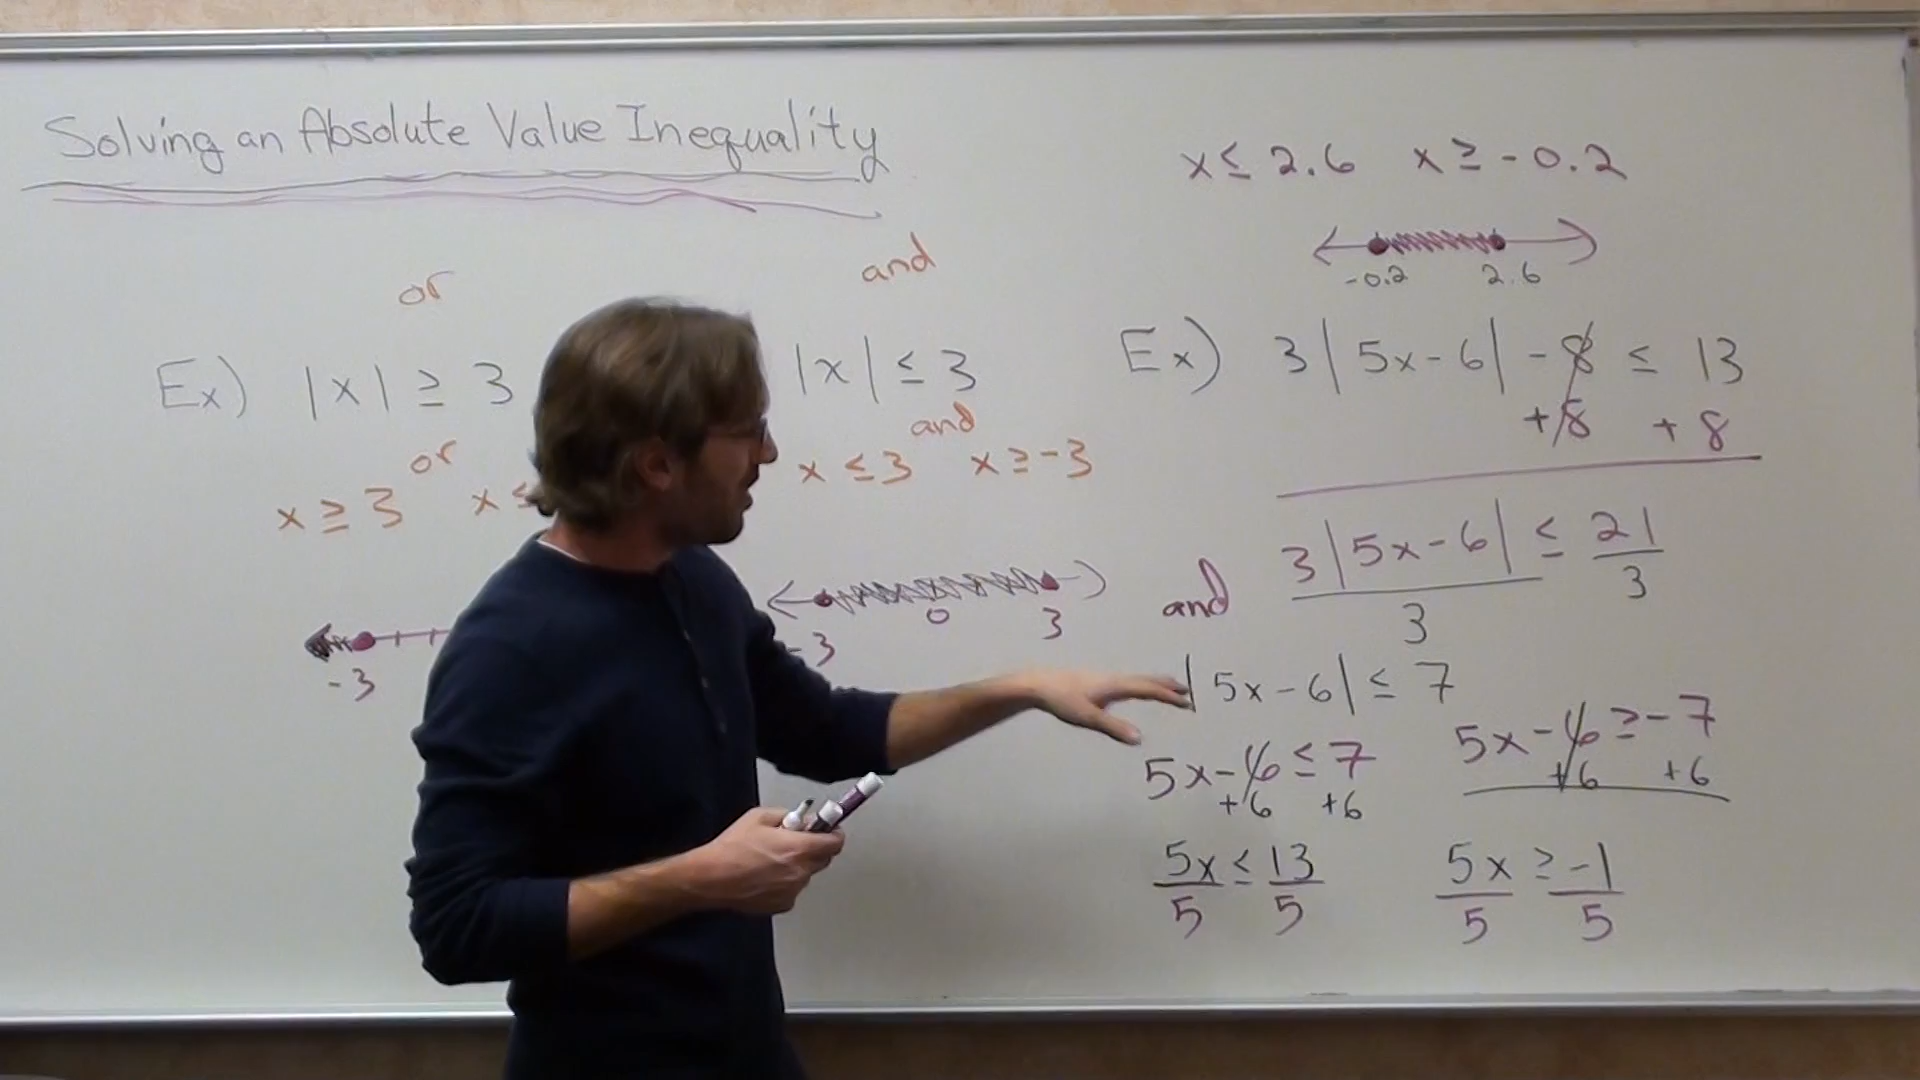 Solving an Absolute Value Inequality
or
and
Ex) |x| ≥ 3
|x| ≤ 3
or
and
x ≥ 3 x ≤
x ≤ 3 x ≥ -3
-3
-3 0 3
x ≤ 2.6 x ≥ -0.2
-0.2 2.6
Ex) 3|5x-6| -8 ≤ 13
+8 +8
3|5x-6| ≤ 21
3 3
and
|5x-6| ≤ 7
5x-6 ≤ 7 5x-6 ≥ -7
+6 +6 +6 +6
5x ≤ 13 5x ≥ -1
5 5 5 5